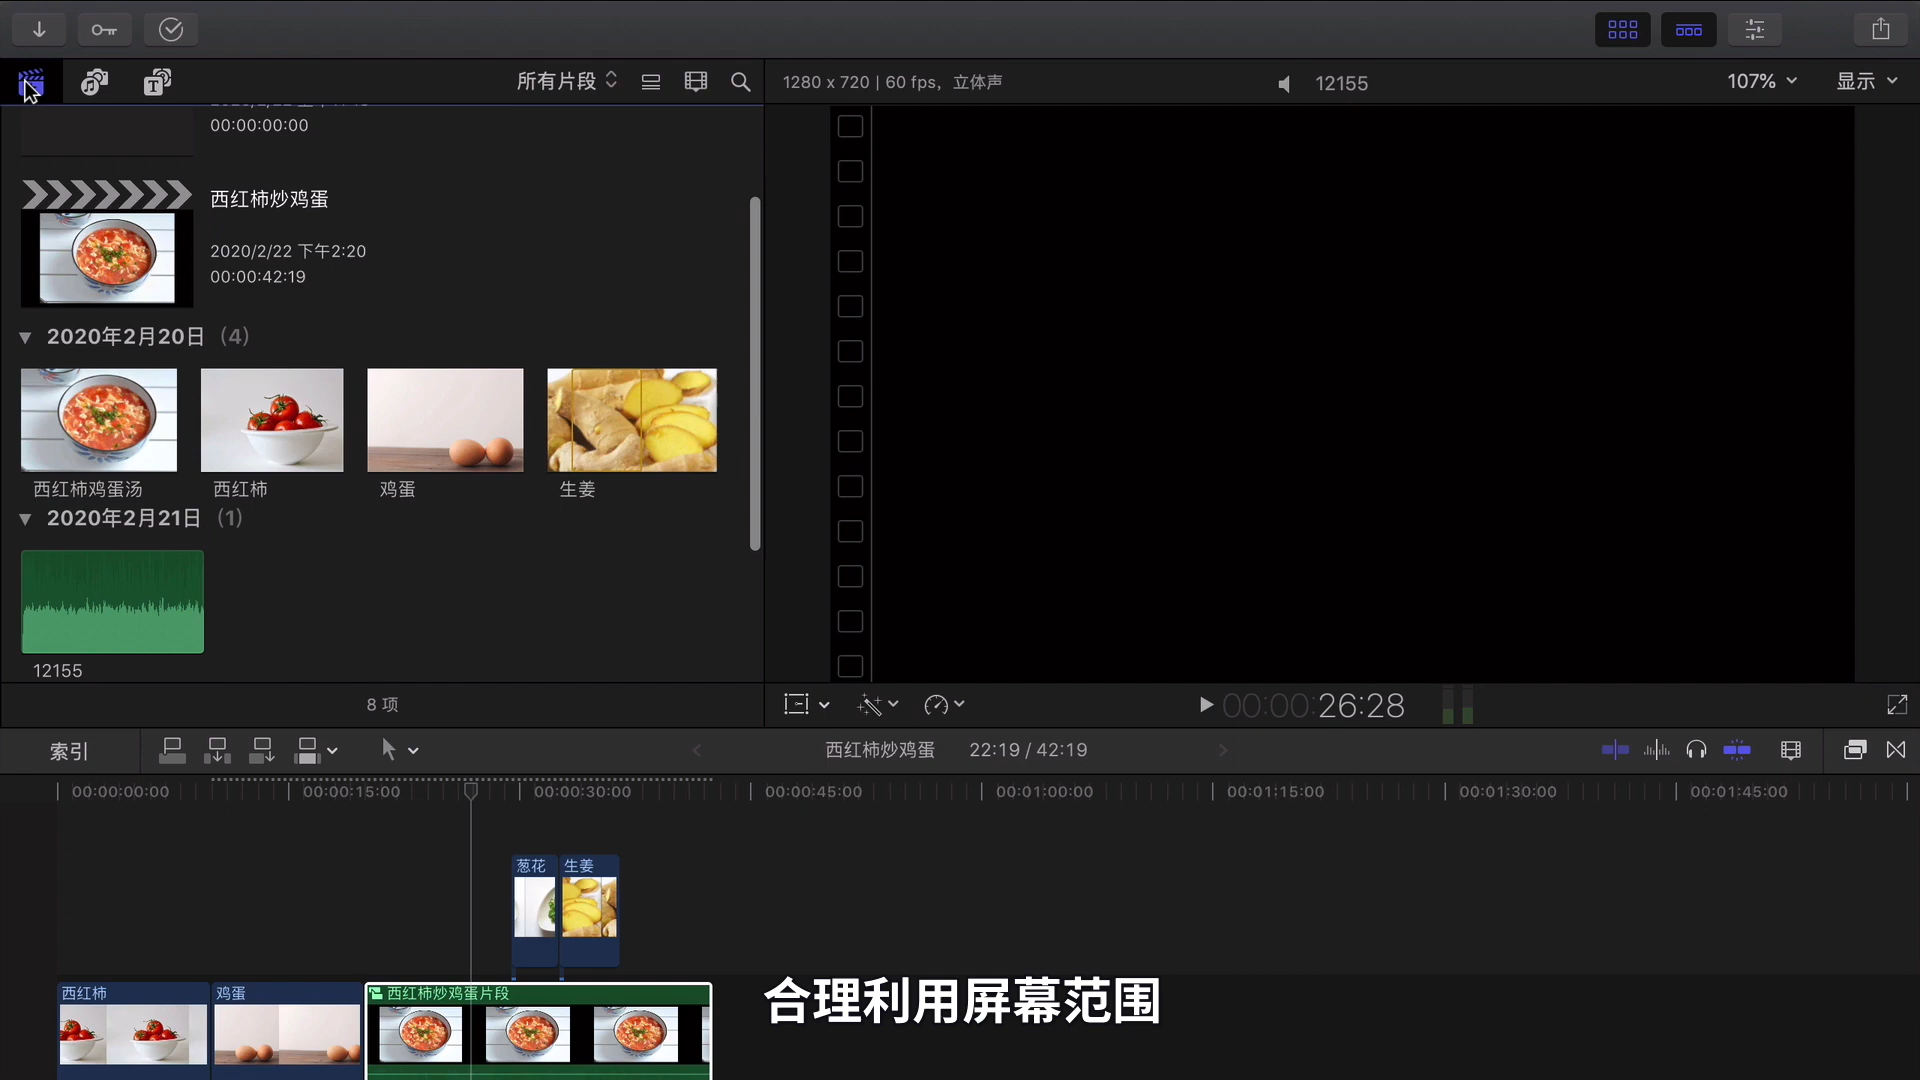 所有片段
1280 x 720 | 60 fps, 立体声
12155
107%
显示
00:00:00:00
西红柿炒鸡蛋
2020/2/22 下午2:20
00:00:42:19
2020年2月20日 (4)
西红柿鸡蛋汤
西红柿
鸡蛋
生姜
2020年2月21日 (1)
12155
8 项
00:00:26:28
索引
西红柿炒鸡蛋 22:19 / 42:19
00:00:00:00
00:00:15:00
00:00:30:00
00:00:45:00
00:01:00:00
00:01:15:00
00:01:30:00
00:01:45:00
葱花
生姜
西红柿
鸡蛋
西红柿炒鸡蛋片段
合理利用屏幕范围